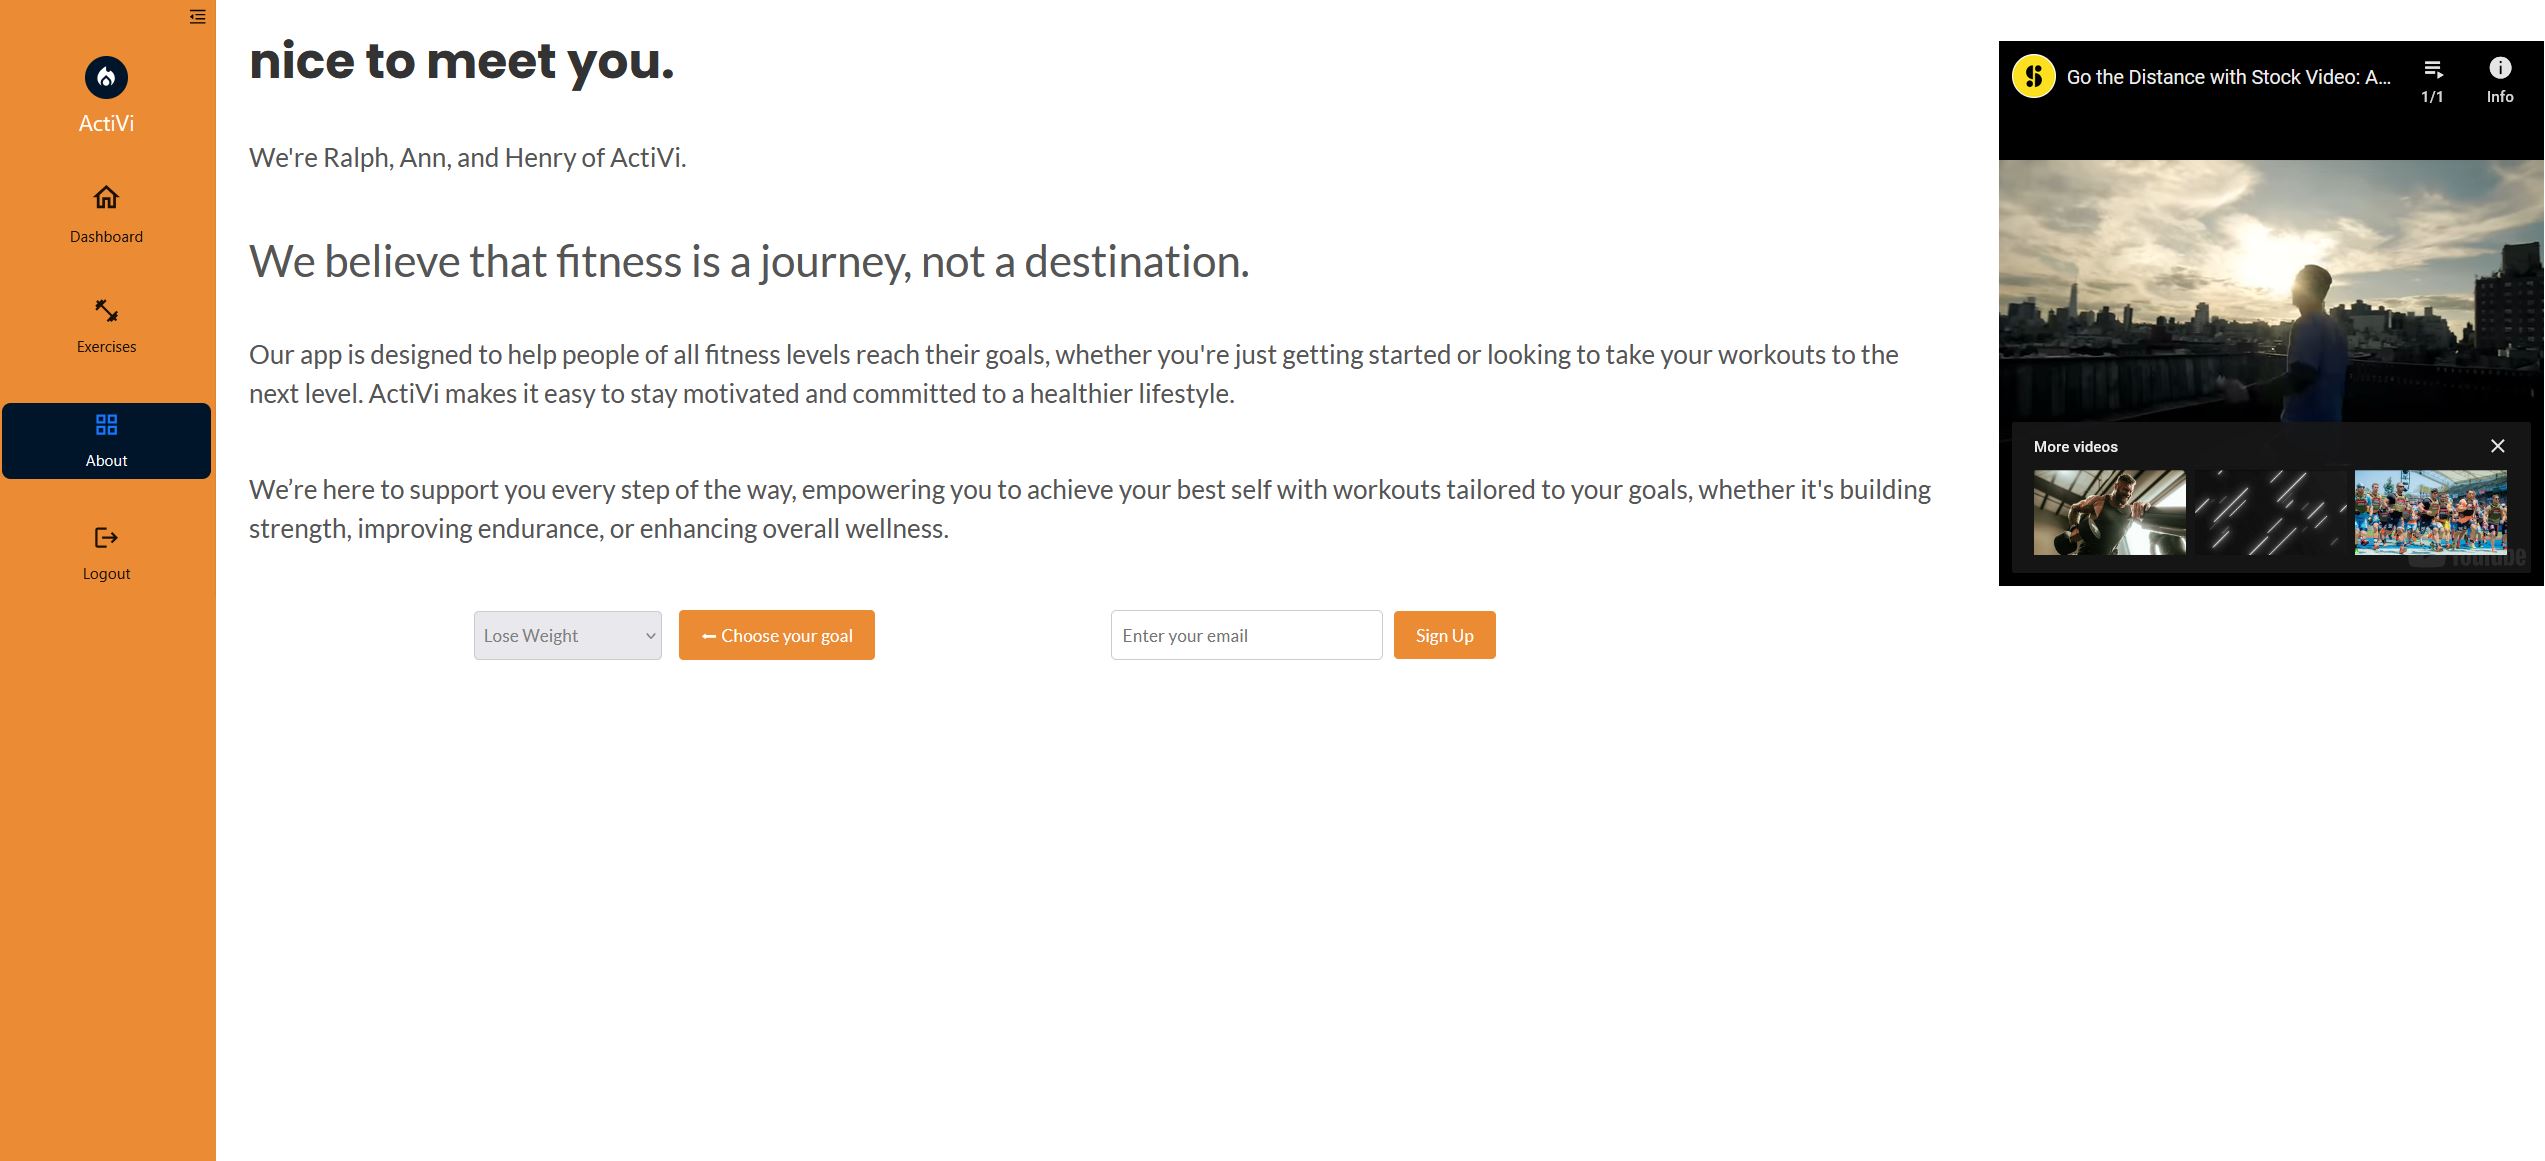 ActiVi
Dashboard
Exercises
About
Logout
nice to meet you.
We're Ralph, Ann, and Henry of ActiVi.
We believe that fitness is a journey, not a destination.
Our app is designed to help people of all fitness levels reach their goals, whether you're just getting started or looking to take your workouts to the
next level. ActiVi makes it easy to stay motivated and committed to a healthier lifestyle.
We’re here to support you every step of the way, empowering you to achieve your best self with workouts tailored to your goals, whether it's building
strength, improving endurance, or enhancing overall wellness.
Lose Weight
← Choose your goal
Enter your email
Sign Up
Go the Distance with Stock Video: A...
1/1
Info
More videos
YouTube